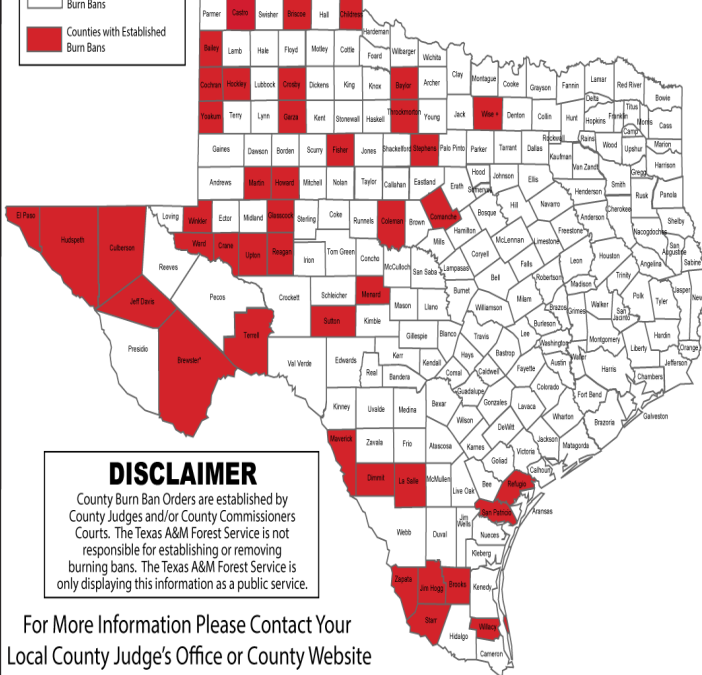 Burn Bans
Counties with Established
Burn Bans
Parmer Castro Swisher Briscoe Hall Childress
Hardeman
Bailey Lamb Hale Floyd Motley Cottle Foard Wilbarger Wichita
Clay Montague Cooke Grayson Fannin Lamar Red River Bowie
Cochran Hockley Lubbock Crosby Dickens King Knox Baylor Archer
Delta Titus Franklin Morris Cass
Yoakum Terry Lynn Garza Kent Stonewall Haskell Throckmorton Young Jack Wise + Denton Collin Hunt Hopkins Camp
Rockwall Rains Wood Upshur Marion
Gaines Dawson Borden Scurry Fisher Jones Shackelford Stephens Palo Pinto Parker Tarrant Dallas Kaufman Van Zandt Gregg Harrison
Andrews Martin Howard Mitchell Nolan Taylor Callahan Eastland Erath Hood Somervell Johnson Ellis Henderson Smith Rusk Panola
El Paso Hudspeth Culberson Loving Winkler Ector Midland Glasscock Sterling Coke Runnels Coleman Brown Comanche Hamilton Bosque Hill Navarro Anderson Cherokee Nacogdoches Shelby
Reeves Ward Crane Upton Reagan Irion Tom Green Concho McCulloch San Saba Mills Lampasas Coryell McLennan Limestone Freestone Leon Houston Angelina San Augustine Sabine
Jeff Davis Pecos Crockett Schleicher Menard Mason Llano Burnet Bell Falls Robertson Madison Trinity Polk Tyler Jasper New
Williamson Milam Brazos Grimes Walker San Jacinto
Presidio Brewster* Terrell Sutton Kimble Gillespie Blanco Travis Lee Burleson Washington Montgomery Liberty Hardin Orange
Val Verde Edwards Real Kerr Bandera Kendall Comal Hays Caldwell Bastrop Fayette Austin Waller Harris Chambers Jefferson
Kinney Uvalde Medina Bexar Guadalupe Gonzales Colorado Lavaca Fort Bend Galveston
Maverick Zavala Frio Atascosa Wilson Karnes DeWitt Wharton Brazoria
Jackson Matagorda Victoria Goliad Calhoun
Dimmit La Salle McMullen Live Oak Bee Refugio
San Patricio Aransas
Webb Duval Jim Wells Nueces
Kleberg
Zapata Jim Hogg Brooks Kenedy
Starr Hidalgo Willacy
Cameron
DISCLAIMER
County Burn Ban Orders are established by
County Judges and/or County Commissioners
Courts. The Texas A&M Forest Service is not
responsible for establishing or removing
burning bans. The Texas A&M Forest Service is
only displaying this information as a public service.
For More Information Please Contact Your
Local County Judge's Office or County Website